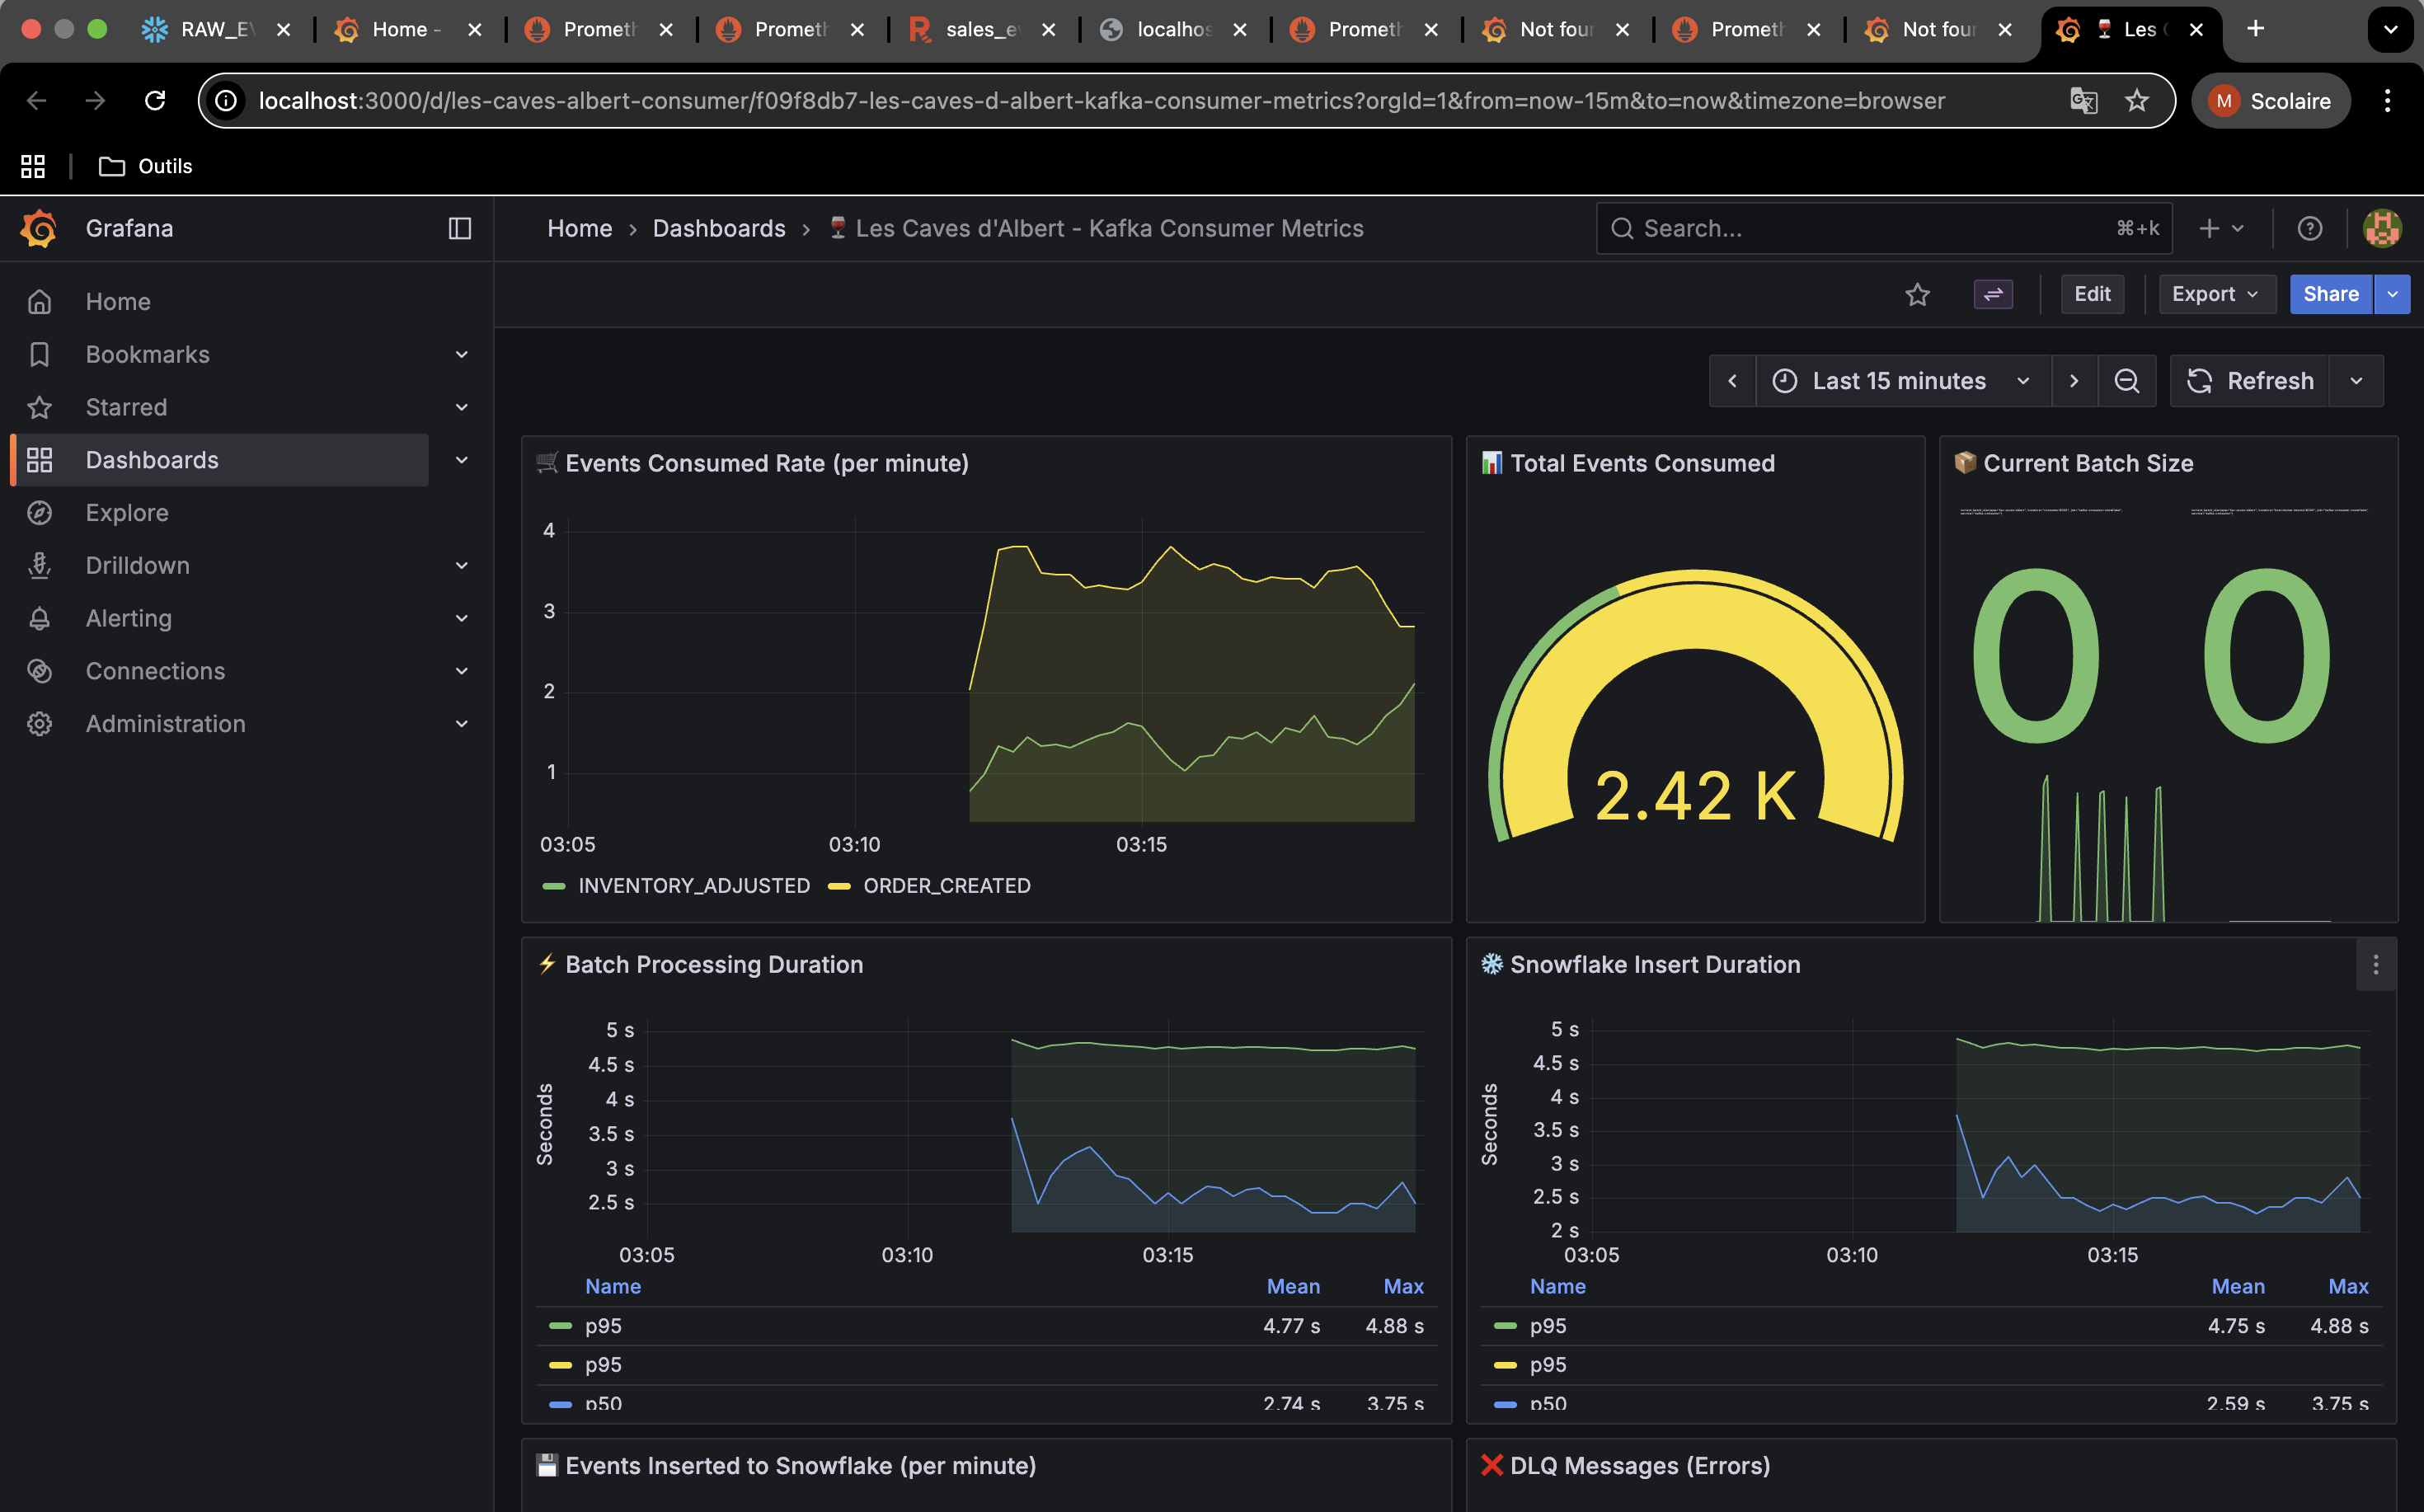 RAW_EV
Home -
Prometh
Prometh
sales_ev
localhos
Prometh
Not foun
Prometh
Not foun
Les
localhost:3000/d/les-caves-albert-consumer/f09f8db7-les-caves-d-albert-kafka-consumer-metrics?orgId=1&from=now-15m&to=now&timezone=browser
M Scolaire
Outils
Grafana
Home › Dashboards › 🍷 Les Caves d'Albert - Kafka Consumer Metrics
Search...
⌘+k
Home
Bookmarks
Starred
Dashboards
Explore
Drilldown
Alerting
Connections
Administration
Edit
Export
Share
Last 15 minutes
Refresh
🛒 Events Consumed Rate (per minute)
4
3
2
1
03:05
03:10
03:15
INVENTORY_ADJUSTED
ORDER_CREATED
📊 Total Events Consumed
2.42 K
📦 Current Batch Size
0
0
⚡ Batch Processing Duration
Seconds
5 s
4.5 s
4 s
3.5 s
3 s
2.5 s
03:05
03:10
03:15
Name Mean Max
p95 4.77 s 4.88 s
p95
p50 2.74 s 3.75 s
❄️ Snowflake Insert Duration
Seconds
5 s
4.5 s
4 s
3.5 s
3 s
2.5 s
2 s
03:05
03:10
03:15
Name Mean Max
p95 4.75 s 4.88 s
p95
p50 2.59 s 3.75 s
💾 Events Inserted to Snowflake (per minute)
❌ DLQ Messages (Errors)